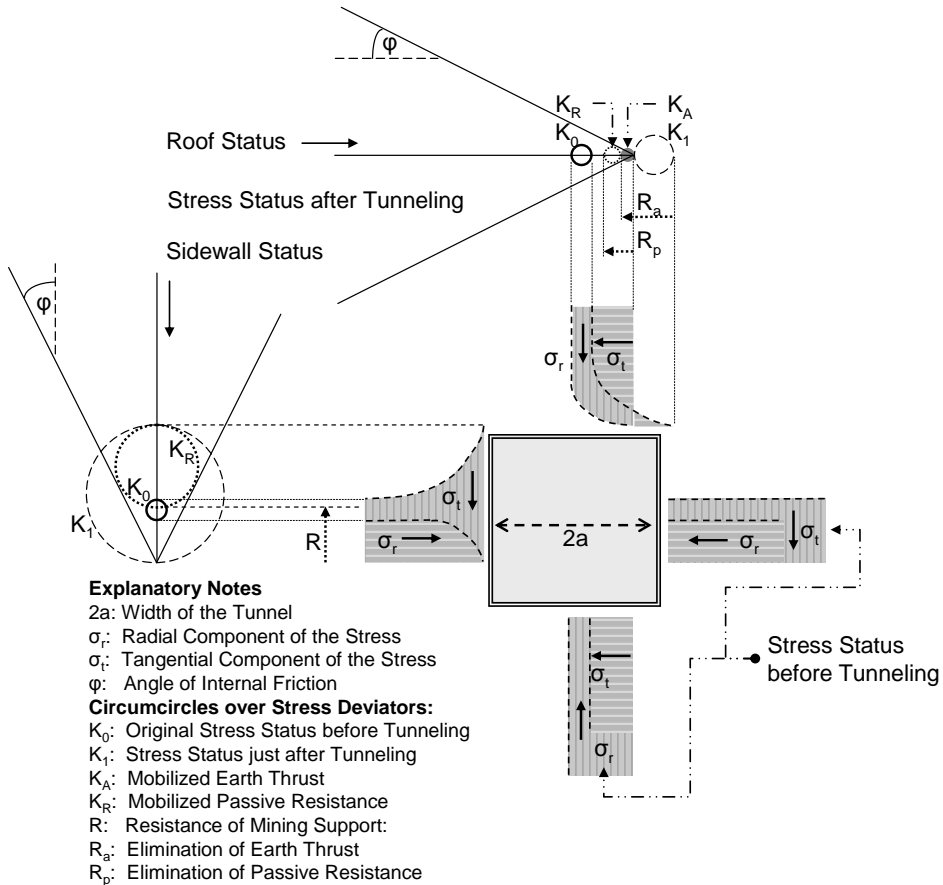 φ
K_R K_A
K_0 K_1
Roof Status
Stress Status after Tunneling
R_a
Sidewall Status
R_p
φ
σ_r σ_t
K_R
K_0
K_1
σ_t
R
σ_r
2a
σ_r
σ_t
Explanatory Notes
2a: Width of the Tunnel
σ_r: Radial Component of the Stress
σ_t: Tangential Component of the Stress
φ: Angle of Internal Friction
Circumcircles over Stress Deviators:
K_0: Original Stress Status before Tunneling
K_1: Stress Status just after Tunneling
K_A: Mobilized Earth Thrust
K_R: Mobilized Passive Resistance
R: Resistance of Mining Support:
R_a: Elimination of Earth Thrust
R_p: Elimination of Passive Resistance
Stress Status
before Tunneling
σ_t
σ_r